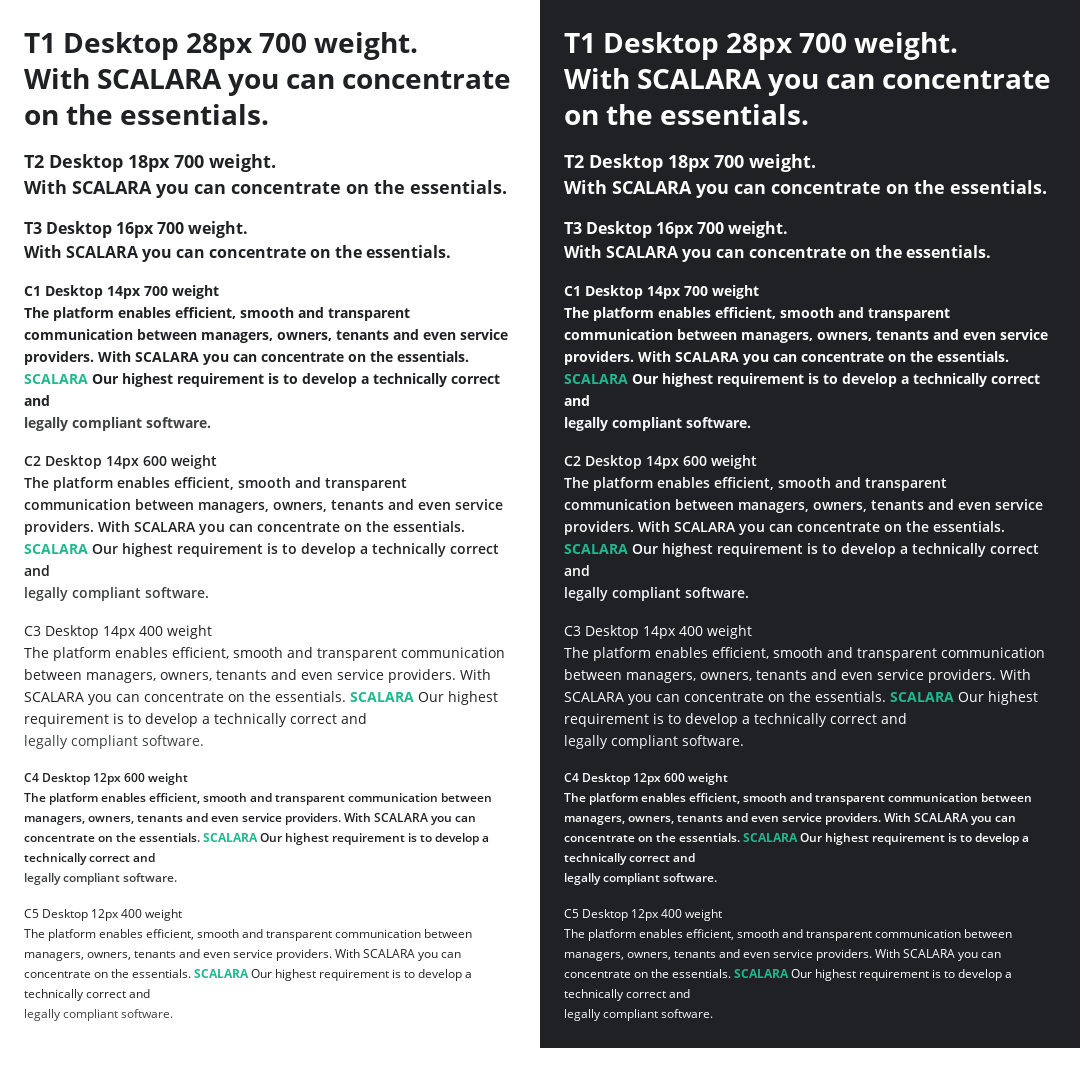 T1 Desktop 28px 700 weight.
With SCALARA you can concentrate
on the essentials.
T2 Desktop 18px 700 weight.
With SCALARA you can concentrate on the essentials.
T3 Desktop 16px 700 weight.
With SCALARA you can concentrate on the essentials.
C1 Desktop 14px 700 weight
The platform enables efficient, smooth and transparent
communication between managers, owners, tenants and even service
providers. With SCALARA you can concentrate on the essentials.
SCALARA Our highest requirement is to develop a technically correct
and
legally compliant software.
C2 Desktop 14px 600 weight
The platform enables efficient, smooth and transparent
communication between managers, owners, tenants and even service
providers. With SCALARA you can concentrate on the essentials.
SCALARA Our highest requirement is to develop a technically correct
and
legally compliant software.
C3 Desktop 14px 400 weight
The platform enables efficient, smooth and transparent communication
between managers, owners, tenants and even service providers. With
SCALARA you can concentrate on the essentials. SCALARA Our highest
requirement is to develop a technically correct and
legally compliant software.
C4 Desktop 12px 600 weight
The platform enables efficient, smooth and transparent communication between
managers, owners, tenants and even service providers. With SCALARA you can
concentrate on the essentials. SCALARA Our highest requirement is to develop a
technically correct and
legally compliant software.
C5 Desktop 12px 400 weight
The platform enables efficient, smooth and transparent communication between
managers, owners, tenants and even service providers. With SCALARA you can
concentrate on the essentials. SCALARA Our highest requirement is to develop a
technically correct and
legally compliant software.
T1 Desktop 28px 700 weight.
With SCALARA you can concentrate
on the essentials.
T2 Desktop 18px 700 weight.
With SCALARA you can concentrate on the essentials.
T3 Desktop 16px 700 weight.
With SCALARA you can concentrate on the essentials.
C1 Desktop 14px 700 weight
The platform enables efficient, smooth and transparent
communication between managers, owners, tenants and even service
providers. With SCALARA you can concentrate on the essentials.
SCALARA Our highest requirement is to develop a technically correct
and
legally compliant software.
C2 Desktop 14px 600 weight
The platform enables efficient, smooth and transparent
communication between managers, owners, tenants and even service
providers. With SCALARA you can concentrate on the essentials.
SCALARA Our highest requirement is to develop a technically correct
and
legally compliant software.
C3 Desktop 14px 400 weight
The platform enables efficient, smooth and transparent communication
between managers, owners, tenants and even service providers. With
SCALARA you can concentrate on the essentials. SCALARA Our highest
requirement is to develop a technically correct and
legally compliant software.
C4 Desktop 12px 600 weight
The platform enables efficient, smooth and transparent communication between
managers, owners, tenants and even service providers. With SCALARA you can
concentrate on the essentials. SCALARA Our highest requirement is to develop a
technically correct and
legally compliant software.
C5 Desktop 12px 400 weight
The platform enables efficient, smooth and transparent communication between
managers, owners, tenants and even service providers. With SCALARA you can
concentrate on the essentials. SCALARA Our highest requirement is to develop a
technically correct and
legally compliant software.